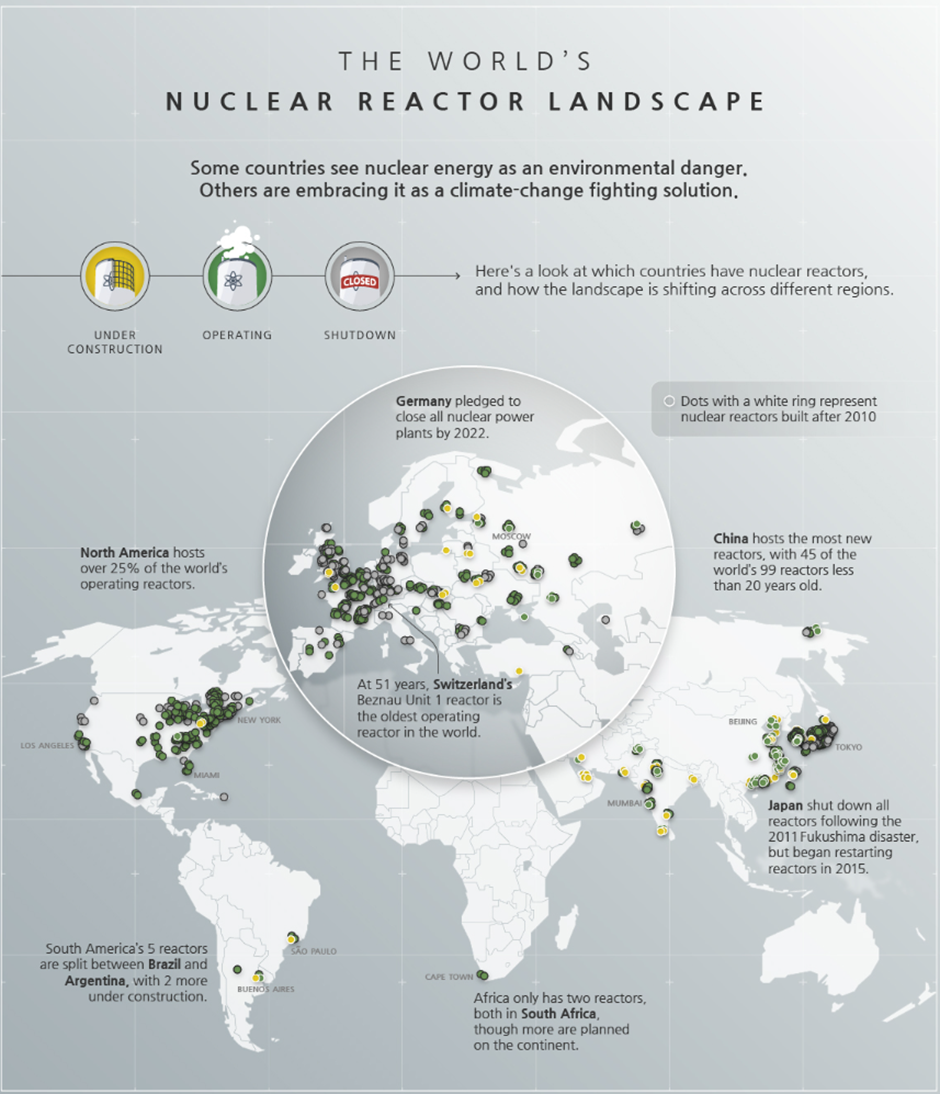 THE WORLD'S
NUCLEAR REACTOR LANDSCAPE
Some countries see nuclear energy as an environmental danger.
Others are embracing it as a climate-change fighting solution.
CLOSED
UNDER
CONSTRUCTION
OPERATING
SHUTDOWN
Here's a look at which countries have nuclear reactors,
and how the landscape is shifting across different regions.
Germany pledged to
close all nuclear power
plants by 2022.
Dots with a white ring represent
nuclear reactors built after 2010
MOSCOW
North America hosts
over 25% of the world's
operating reactors.
China hosts the most new
reactors, with 45 of the
world's 99 reactors less
than 20 years old.
At 51 years, Switzerland's
Beznau Unit 1 reactor is
the oldest operating
reactor in the world.
NEW YORK
LOS ANGELES
MIAMI
BEIJING
TOKYO
MUMBAI
Japan shut down all
reactors following the
2011 Fukushima disaster,
but began restarting
reactors in 2015.
South America's 5 reactors
are split between Brazil and
Argentina, with 2 more
under construction.
SÃO PAULO
BUENOS AIRES
CAPE TOWN
Africa only has two reactors,
both in South Africa,
though more are planned
on the continent.